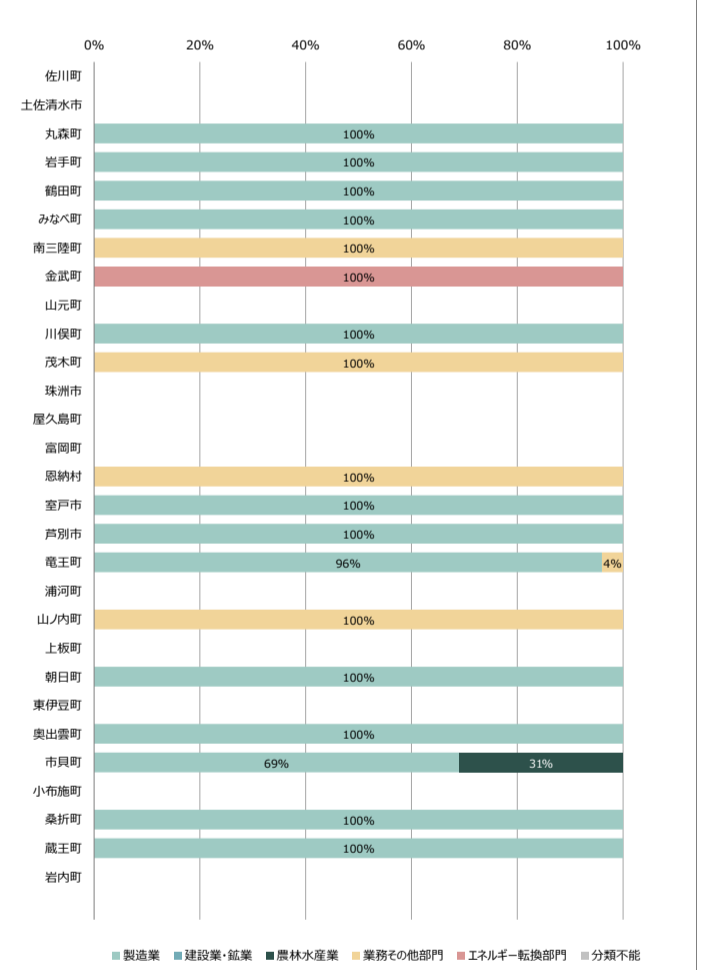 0% 20% 40% 60% 80% 100%
佐川町
土佐清水市
丸森町 100%
岩手町 100%
鶴田町 100%
みなべ町 100%
南三陸町 100%
金武町 100%
山元町
川俣町 100%
茂木町 100%
珠洲市
屋久島町
富岡町
恩納村 100%
室戸市 100%
芦別市 100%
竜王町 96% 4%
浦河町
山ノ内町 100%
上板町
朝日町 100%
東伊豆町
奥出雲町 100%
市貝町 69% 31%
小布施町
桑折町 100%
蔵王町 100%
岩内町
製造業 建設業・鉱業 農林水産業 業務その他部門 エネルギー転換部門 分類不能